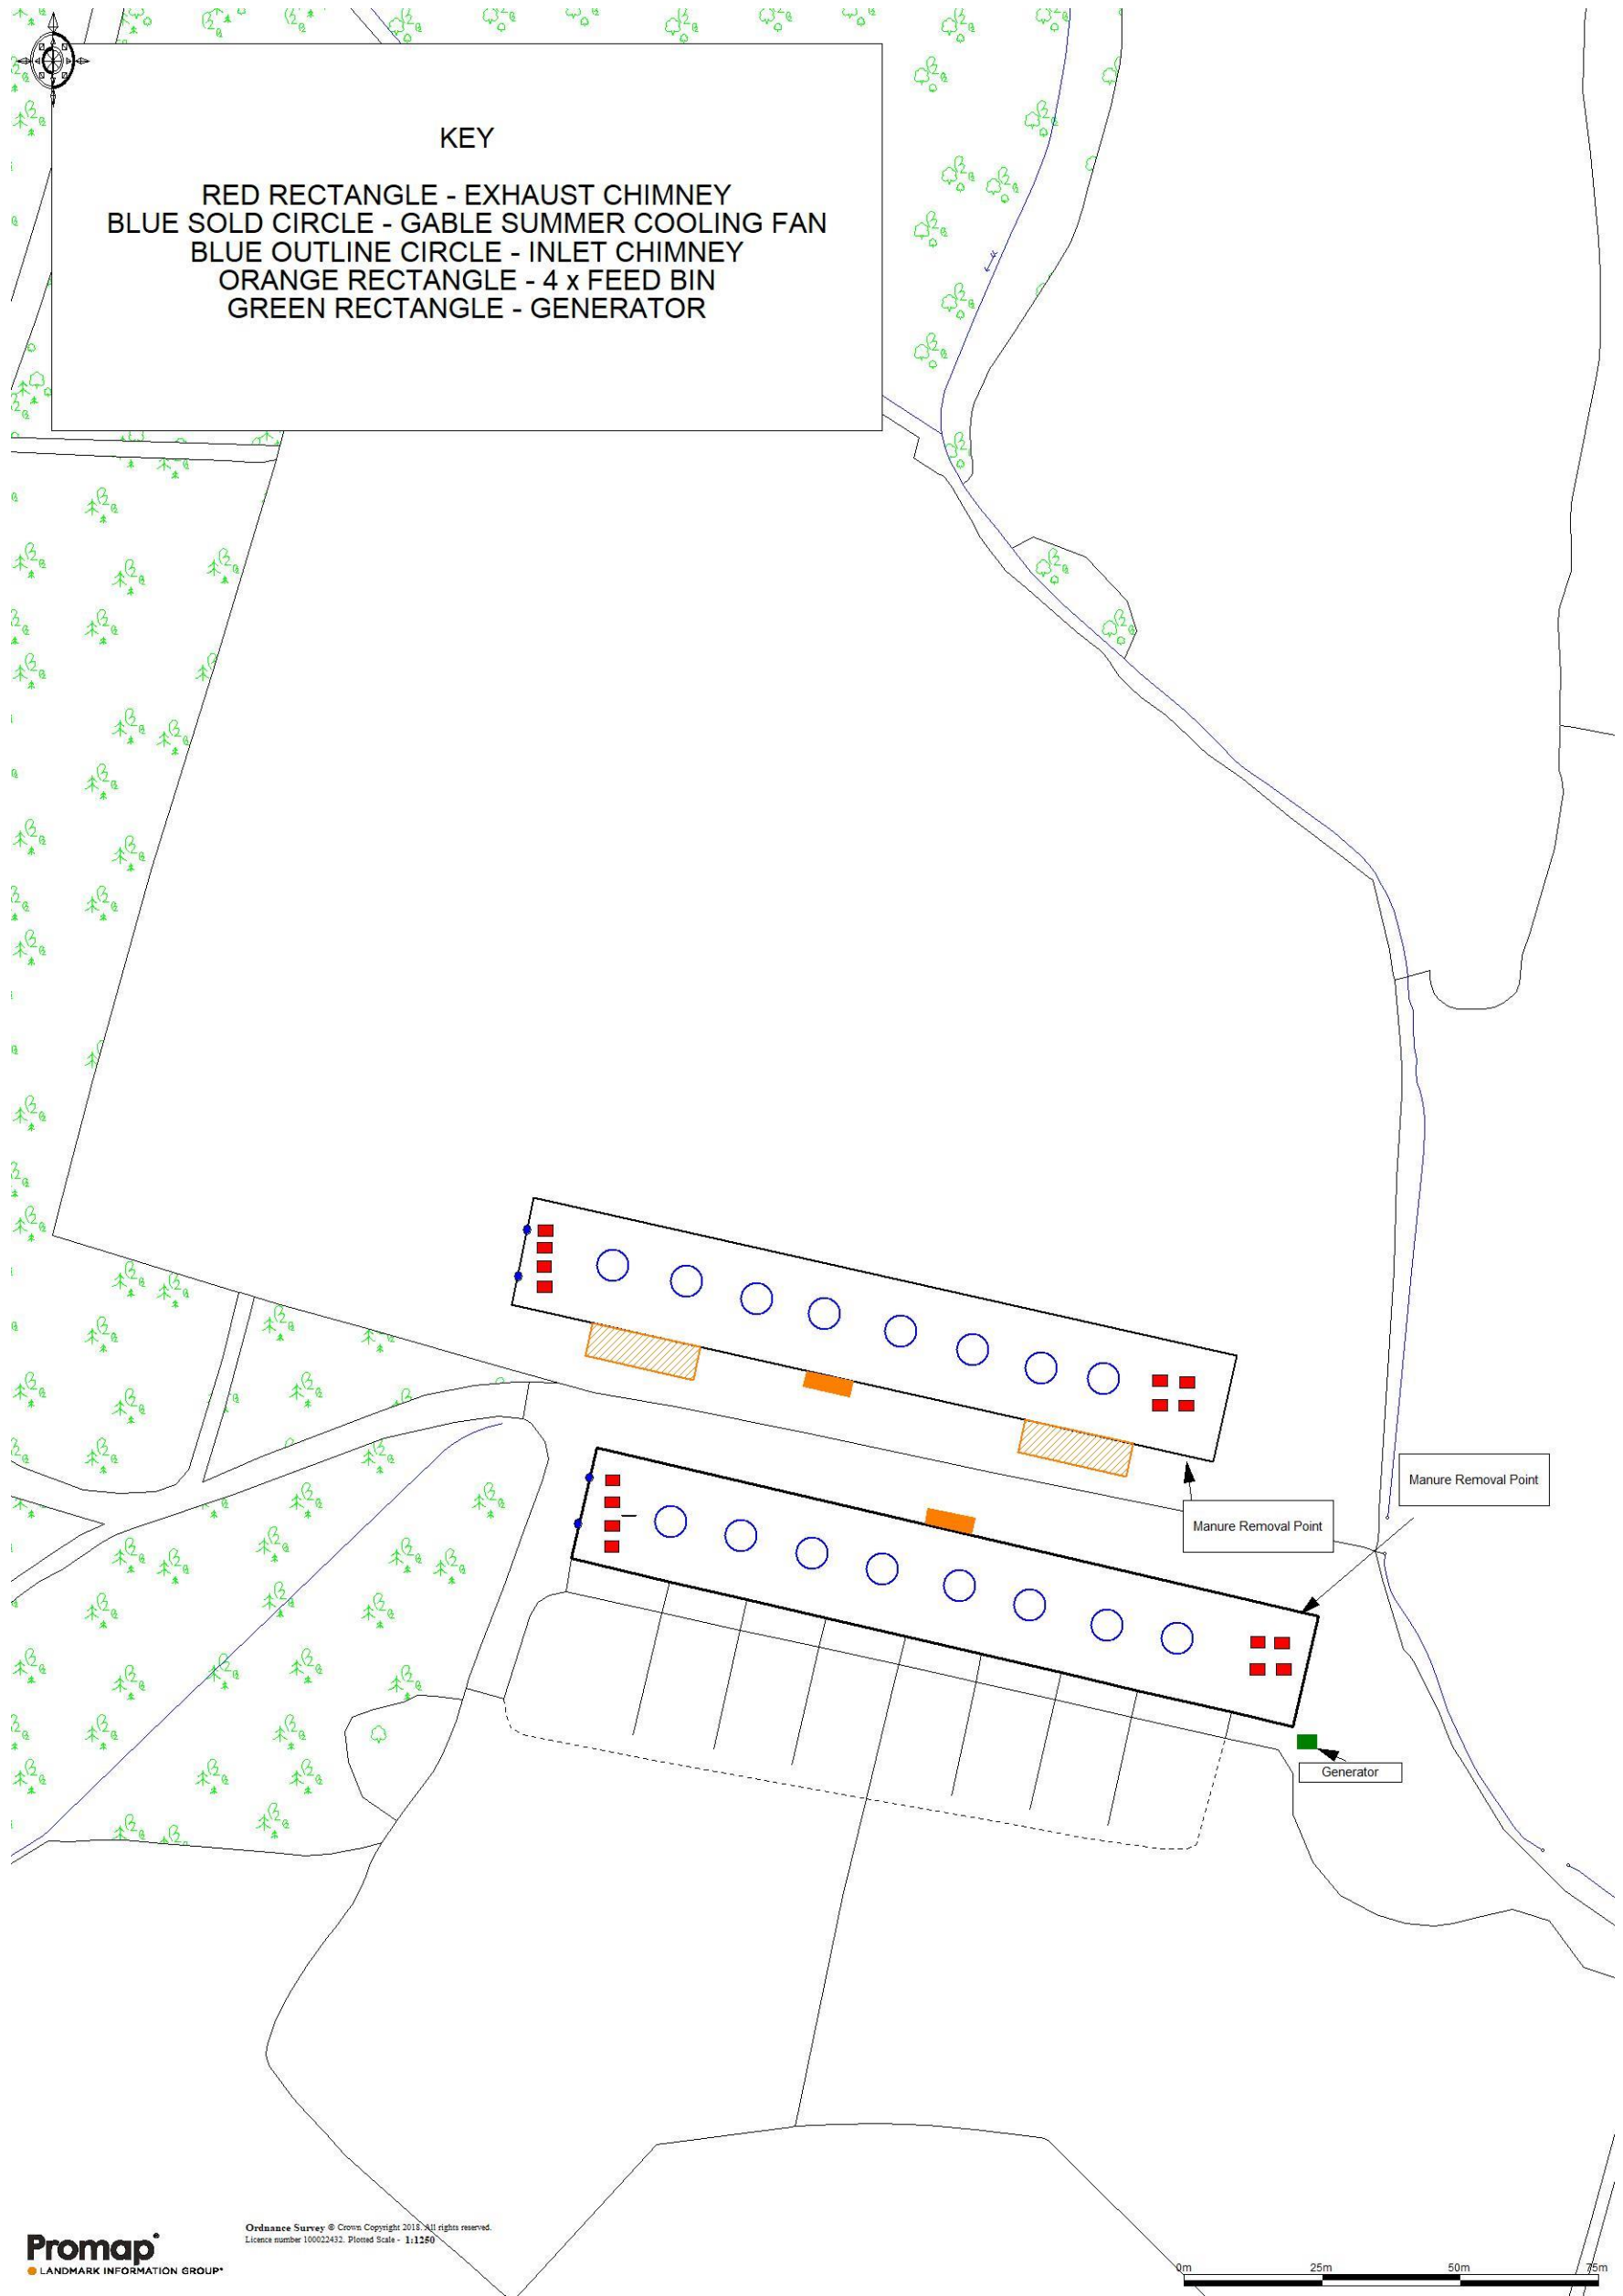 KEY
RED RECTANGLE - EXHAUST CHIMNEY
BLUE SOLD CIRCLE - GABLE SUMMER COOLING FAN
BLUE OUTLINE CIRCLE - INLET CHIMNEY
ORANGE RECTANGLE - 4 x FEED BIN
GREEN RECTANGLE - GENERATOR
Manure Removal Point
Manure Removal Point
Generator
Promap®
LANDMARK INFORMATION GROUP®
Ordnance Survey © Crown Copyright 2018. All rights reserved.
Licence number 100022432. Plotted Scale - 1:1250
0m 25m 50m 75m